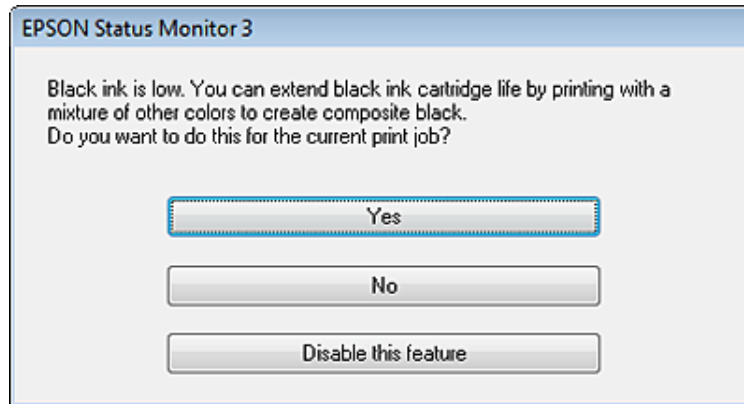 EPSON Status Monitor 3
Black ink is low. You can extend black ink cartridge life by printing with a
mixture of other colors to create composite black.
Do you want to do this for the current print job?
Yes
No
Disable this feature